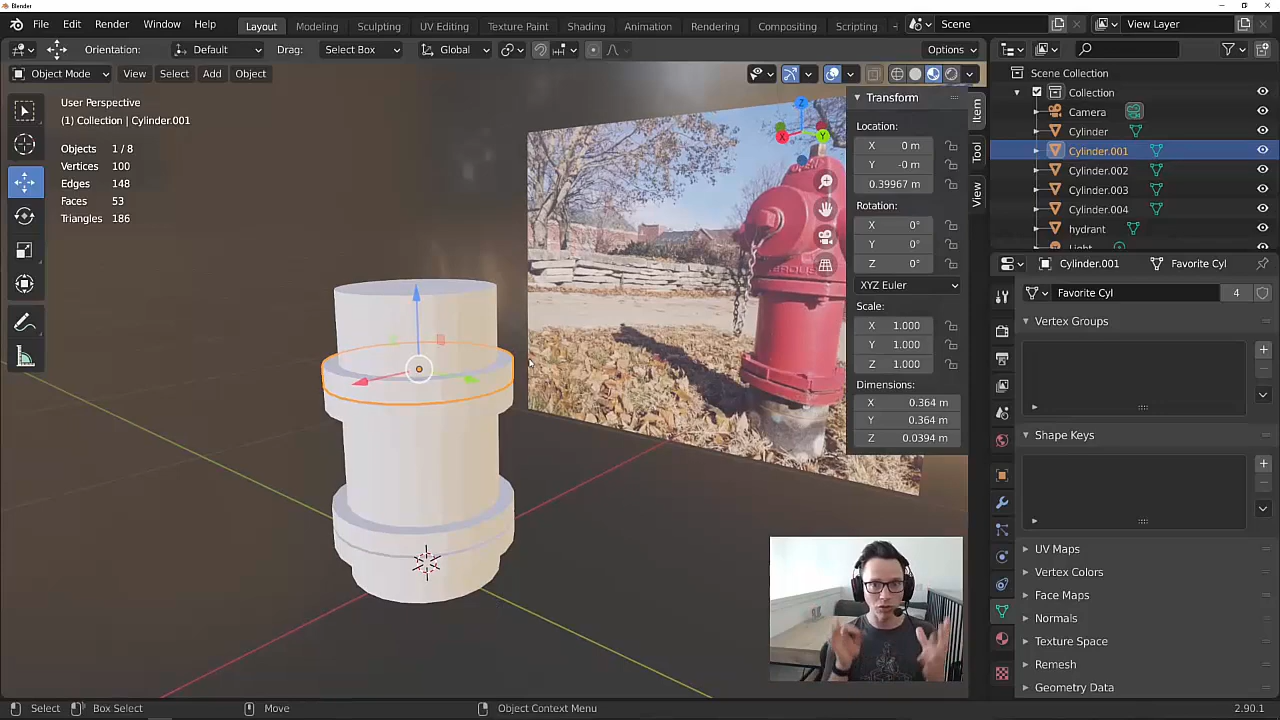 Blender
File Edit Render Window Help Layout Modeling Sculpting UV Editing Texture Paint Shading Animation Rendering Compositing Scripting Scene View Layer
Orientation: Default Drag: Select Box Global Options
Object Mode View Select Add Object
User Perspective
(1) Collection | Cylinder.001
Objects 1 / 8
Vertices 100
Edges 148
Faces 53
Triangles 186
Z
X
Y
Transform
Location:
X 0 m
Y -0 m
0.39967 m
Rotation:
X 0°
Y 0°
Z 0°
XYZ Euler
Scale:
X 1.000
Y 1.000
Z 1.000
Dimensions:
X 0.364 m
Y 0.364 m
Z 0.0394 m
Item
Tool
View
Scene Collection
Collection
Camera
Cylinder
Cylinder.001
Cylinder.002
Cylinder.003
Cylinder.004
hydrant
Light
Cylinder.001 Favorite Cyl
Favorite Cyl 4
Vertex Groups
Shape Keys
UV Maps
Vertex Colors
Face Maps
Normals
Texture Space
Remesh
Geometry Data
Select Box Select Move Object Context Menu 2.90.1